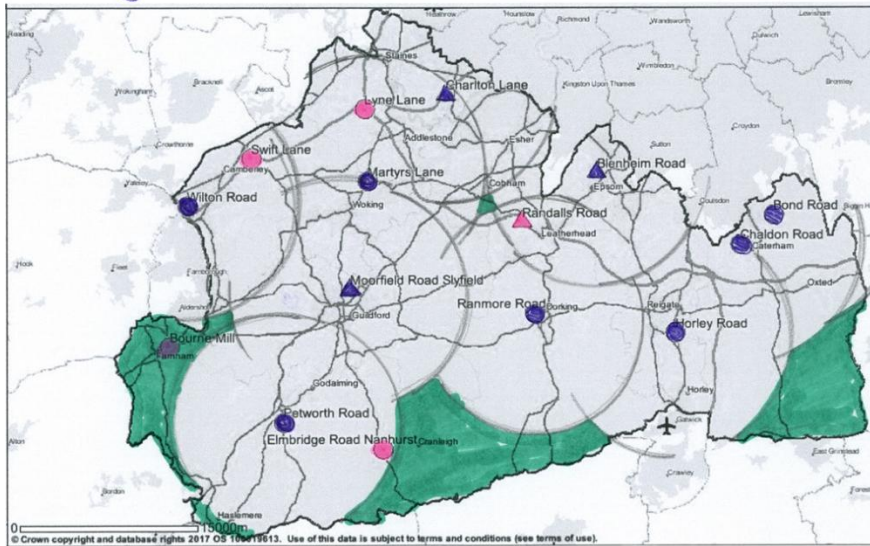 Heathrow
Hounslow
Richmond
Wandsworth
Lewisham
Reading
Staines
Dulwich
Wimbledon
Bracknell
Wokingham
Ascot
Charlton Lane
Kingston Upon Thames
Bromley
Lyne Lane
Croydon
Addlestone
Esher
Sutton
Crowthorne
Swift Lane
Camberley
Blenheim Road
Martyrs Lane
Cobham
Epsom
Yateley
Wilton Road
Woking
Coulsdon
Bond Road
Randalls Road
Leatherhead
Chaldon Road
Caterham
Hook
Fleet
Farnborough
Moorfield Road Slyfield
Oxted
Aldershot
Ranmore Road
Dorking
Reigate
Guildford
Horley Road
Bourne Mill
Farnham
Godalming
Horley
Petworth Road
Gatwick
Alton
Elmbridge Road Nanhurst
Cranleigh
East Grinstead
Crawley
Bordon
Haslemere
0 15000m
© Crown copyright and database rights 2017 OS 100019613. Use of this data is subject to terms and conditions (see terms of use).